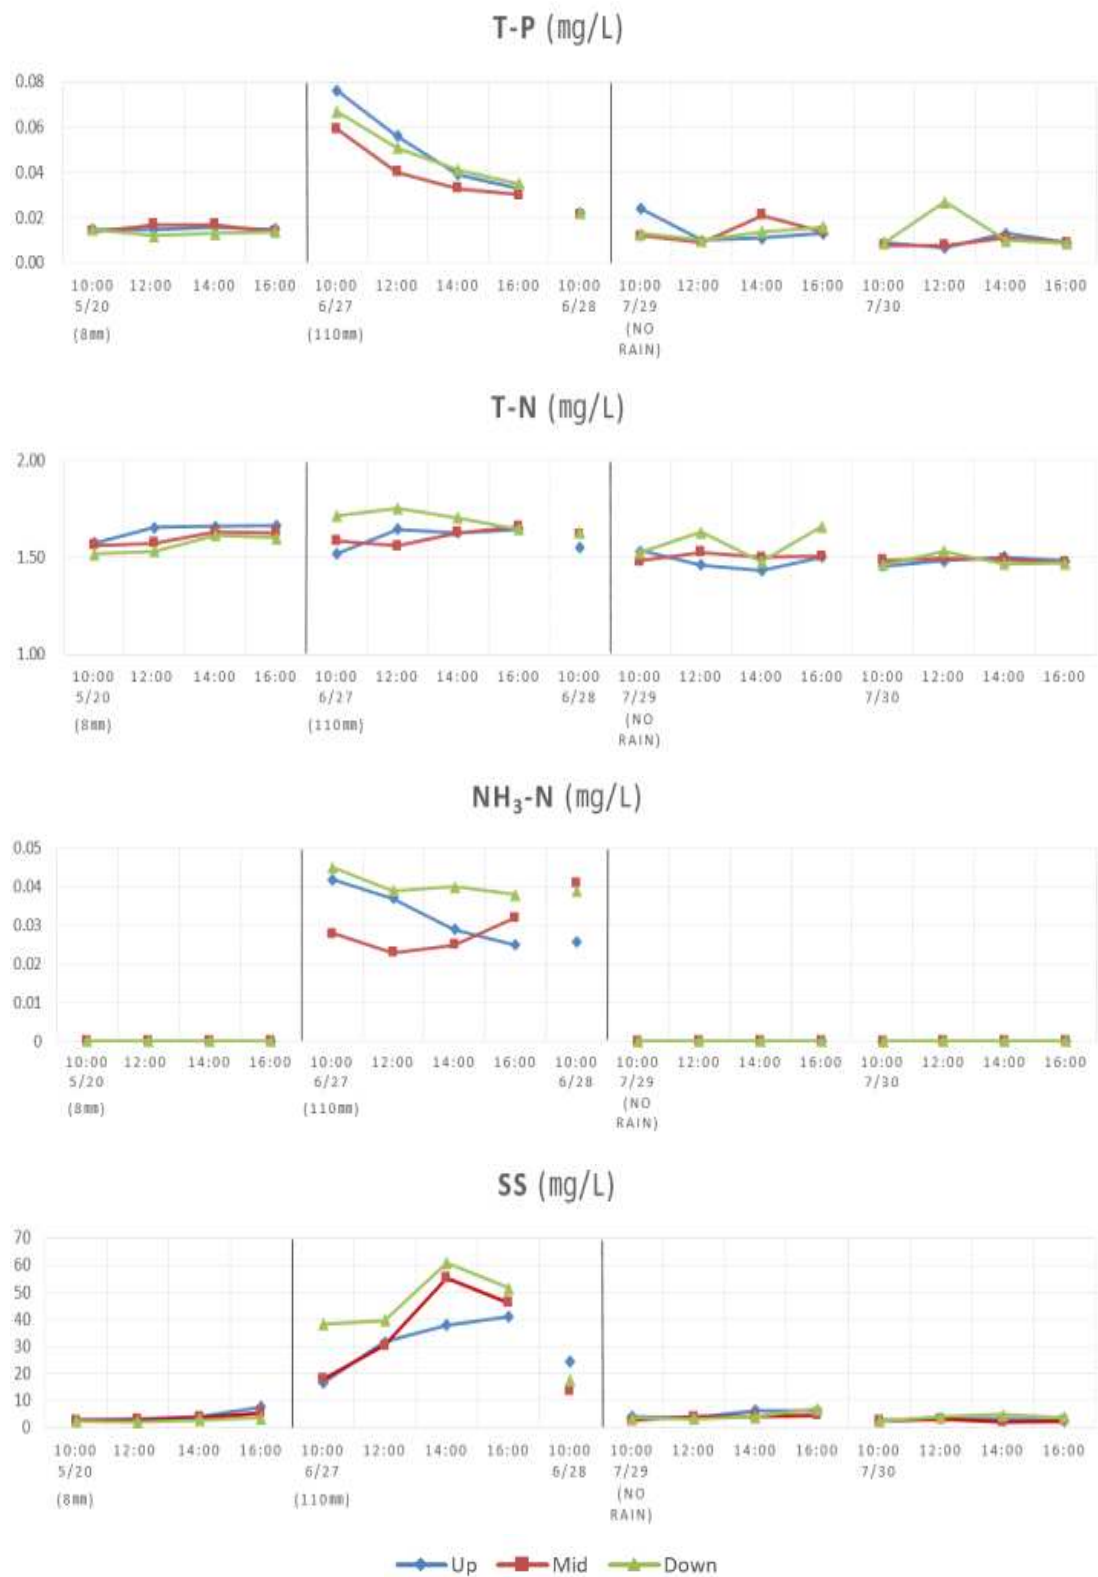 T-P (mg/L)
0.08
0.06
0.04
0.02
0.00
10:00 12:00 14:00 16:00 10:00 12:00 14:00 16:00 10:00 10:00 12:00 14:00 16:00 10:00 12:00 14:00 16:00
5/20 6/27 6/28 7/29 7/30
(8mm) (110mm) (NO
RAIN)
T-N (mg/L)
2.00
1.50
1.00
10:00 12:00 14:00 16:00 10:00 12:00 14:00 16:00 10:00 10:00 12:00 14:00 16:00 10:00 12:00 14:00 16:00
5/20 6/27 6/28 7/29 7/30
(8mm) (110mm) (NO
RAIN)
NH₃-N (mg/L)
0.05
0.04
0.03
0.02
0.01
0
10:00 12:00 14:00 16:00 10:00 12:00 14:00 16:00 10:00 10:00 12:00 14:00 16:00 10:00 12:00 14:00 16:00
5/20 6/27 6/28 7/29 7/30
(8mm) (110mm) (NO
RAIN)
SS (mg/L)
70
60
50
40
30
20
10
0
10:00 12:00 14:00 16:00 10:00 12:00 14:00 16:00 10:00 10:00 12:00 14:00 16:00 10:00 12:00 14:00 16:00
5/20 6/27 6/28 7/29 7/30
(8mm) (110mm) (NO
RAIN)
Up Mid Down